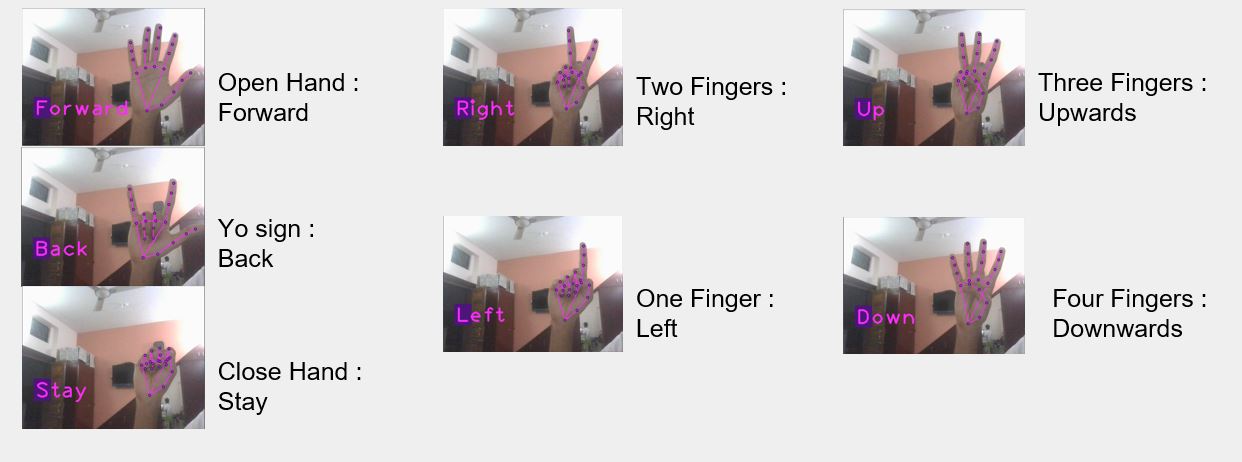 Forward
Open Hand :
Forward
Back
Yo sign :
Back
Stay
Close Hand :
Stay
Right
Two Fingers :
Right
Left
One Finger :
Left
Up
Three Fingers :
Upwards
Down
Four Fingers :
Downwards